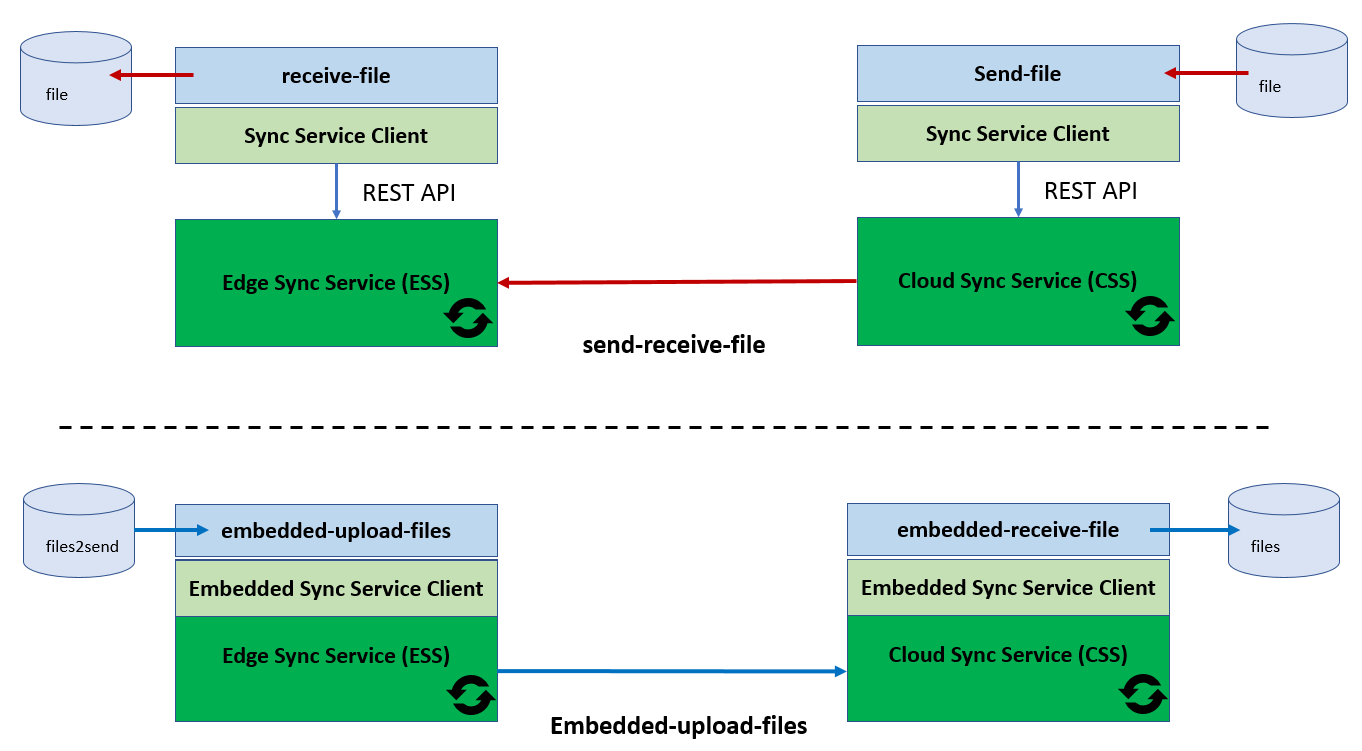 file
receive-file
Send-file
file
Sync Service Client
Sync Service Client
REST API
REST API
Edge Sync Service (ESS)
Cloud Sync Service (CSS)
send-receive-file
files2send
embedded-upload-files
embedded-receive-file
files
Embedded Sync Service Client
Embedded Sync Service Client
Edge Sync Service (ESS)
Cloud Sync Service (CSS)
Embedded-upload-files